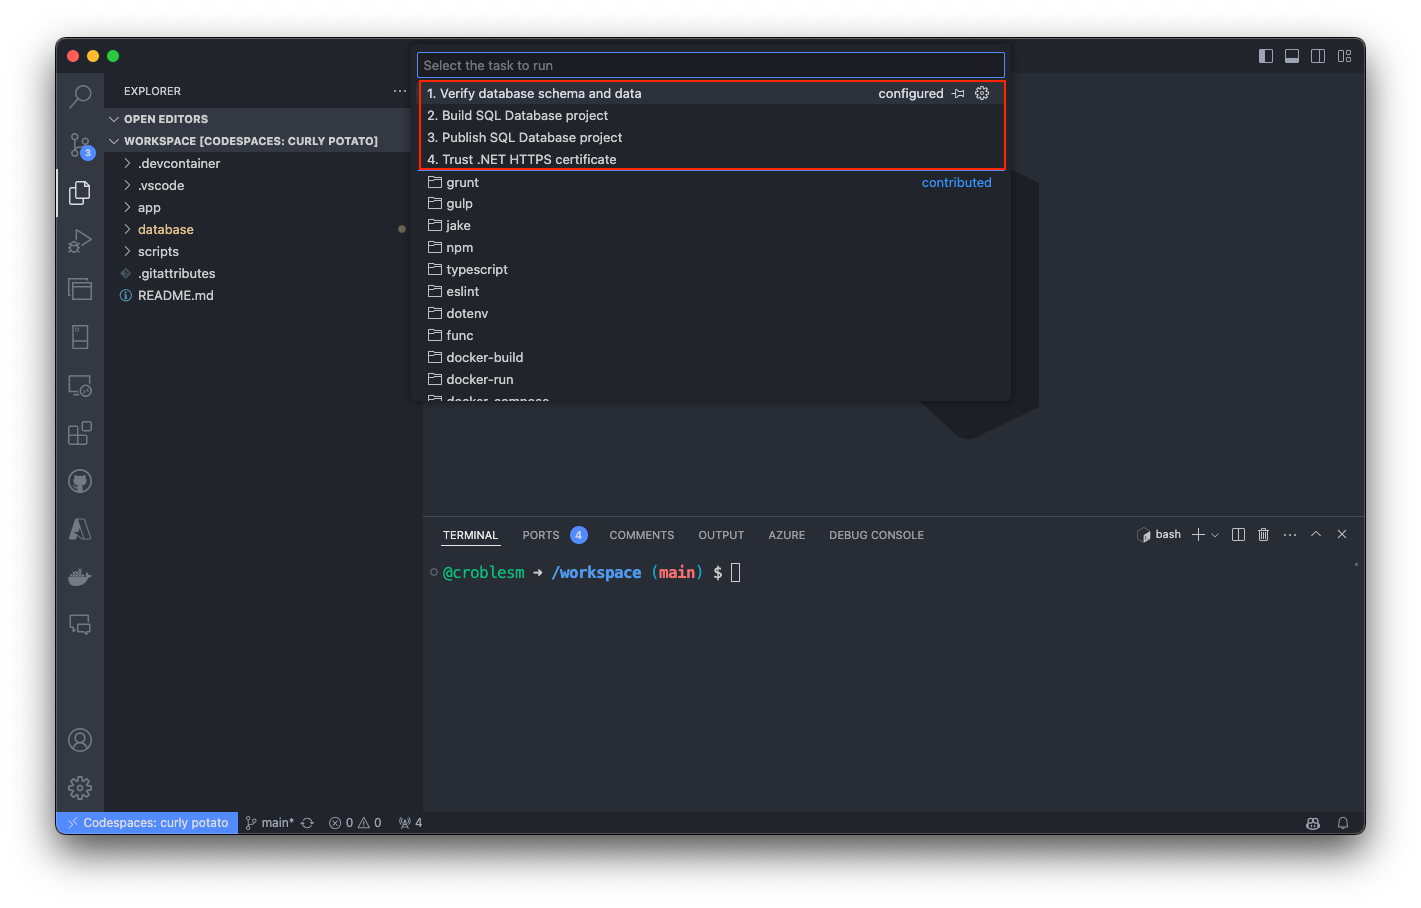 Select the task to run
1. Verify database schema and data configured
2. Build SQL Database project
3. Publish SQL Database project
4. Trust .NET HTTPS certificate
grunt contributed
gulp
jake
npm
typescript
eslint
dotenv
func
docker-build
docker-run
docker-compose
EXPLORER
OPEN EDITORS
WORKSPACE [CODESPACES: CURLY POTATO]
.devcontainer
.vscode
app
database
scripts
.gitattributes
README.md
3
TERMINAL PORTS 4 COMMENTS OUTPUT AZURE DEBUG CONSOLE bash
@croblesm ➜ /workspace (main) $
Codespaces: curly potato main* 0 0 4